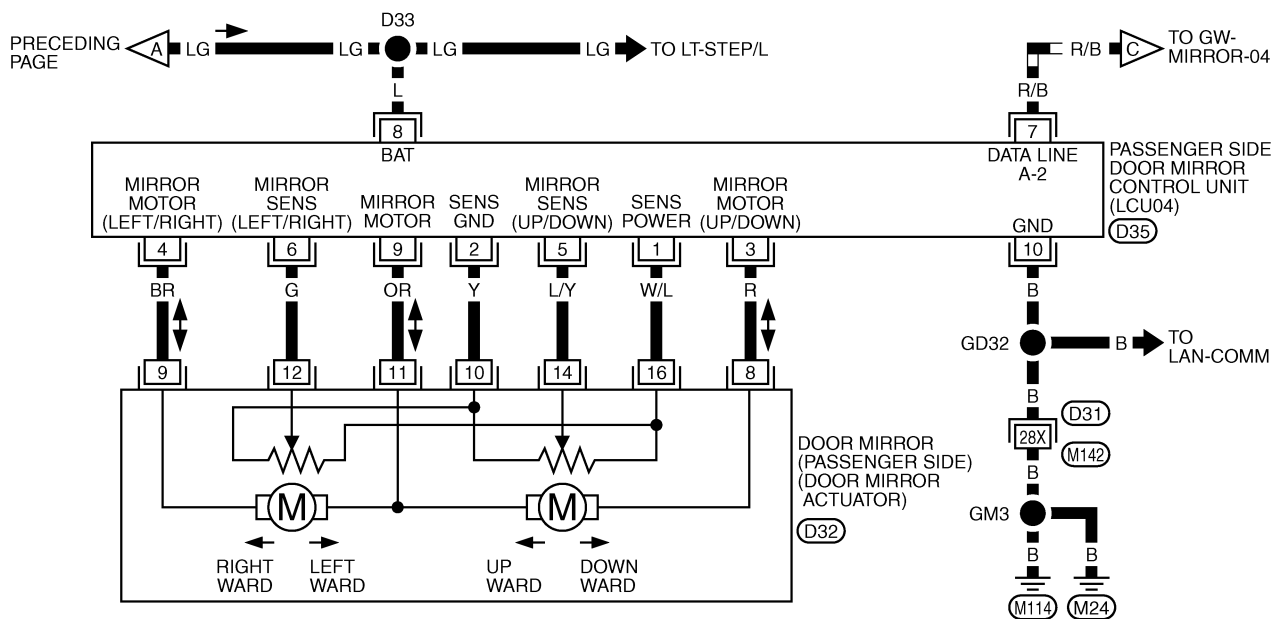 D33
PRECEDING
PAGE
A
LG
LG
LG
LG
TO LT-STEP/L
R/B
C
TO GW-
MIRROR-04
L
R/B
8
7
BAT
DATA LINE
A-2
PASSENGER SIDE
DOOR MIRROR
CONTROL UNIT
(LCU04)
D35
MIRROR
MOTOR
(LEFT/RIGHT)
MIRROR
SENS
(LEFT/RIGHT)
MIRROR
MOTOR
SENS
GND
MIRROR
SENS
(UP/DOWN)
SENS
POWER
MIRROR
MOTOR
(UP/DOWN)
GND
4
6
9
2
5
1
3
10
BR
G
OR
Y
L/Y
W/L
R
B
GD32
B
TO
LAN-COMM
9
12
11
10
14
16
8
B
D31
28X
M142
DOOR MIRROR
(PASSENGER SIDE)
(DOOR MIRROR
ACTUATOR)
D32
B
M
M
GM3
RIGHT
WARD
LEFT
WARD
UP
WARD
DOWN
WARD
B
B
M114
M24